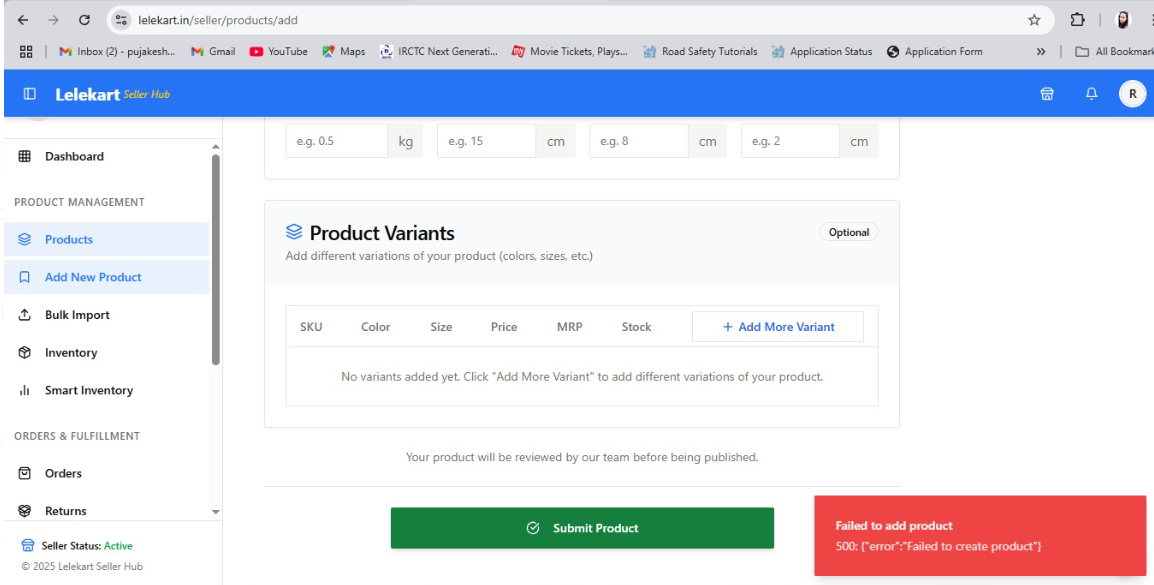 lelekart.in/seller/products/add
Inbox (2) - pujakesh... Gmail YouTube Maps IRCTC Next Generati... Movie Tickets, Plays... Road Safety Tutorials Application Status Application Form » All Bookmark
Lelekart Seller Hub R
e.g. 0.5 kg e.g. 15 cm e.g. 8 cm e.g. 2 cm
Dashboard
PRODUCT MANAGEMENT
Products
Add New Product
Bulk Import
Inventory
Smart Inventory
ORDERS & FULFILLMENT
Orders
Returns
Seller Status: Active
© 2025 Lelekart Seller Hub
Product Variants Optional
Add different variations of your product (colors, sizes, etc.)
SKU Color Size Price MRP Stock + Add More Variant
No variants added yet. Click "Add More Variant" to add different variations of your product.
Your product will be reviewed by our team before being published.
Submit Product
Failed to add product
500: {"error":"Failed to create product"}